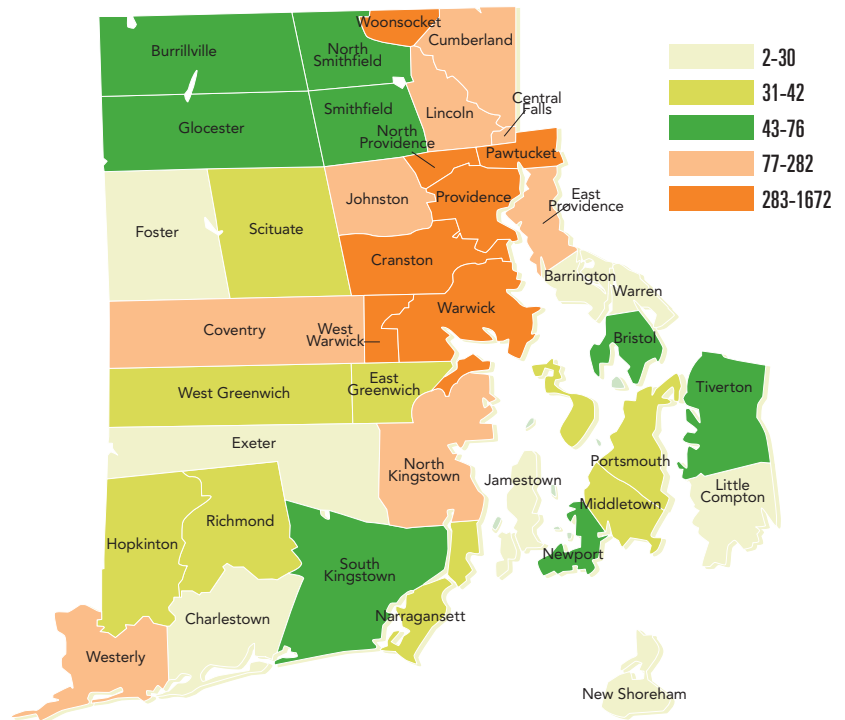 Woonsocket
Cumberland
Burrillville
North
Smithfield
2-30
31-42
43-76
77-282
283-1672
Central
Falls
Smithfield
Lincoln
Glocester
North
Providence
Pawtucket
Johnston
Providence
East
Providence
Foster
Scituate
Cranston
Barrington
Warren
Warwick
Coventry
West
Warwick
Bristol
West Greenwich
East
Greenwich
Tiverton
Exeter
North
Kingstown
Jamestown
Portsmouth
Little
Compton
Middletown
Richmond
Hopkinton
Newport
South
Kingstown
Charlestown
Narragansett
Westerly
New Shoreham